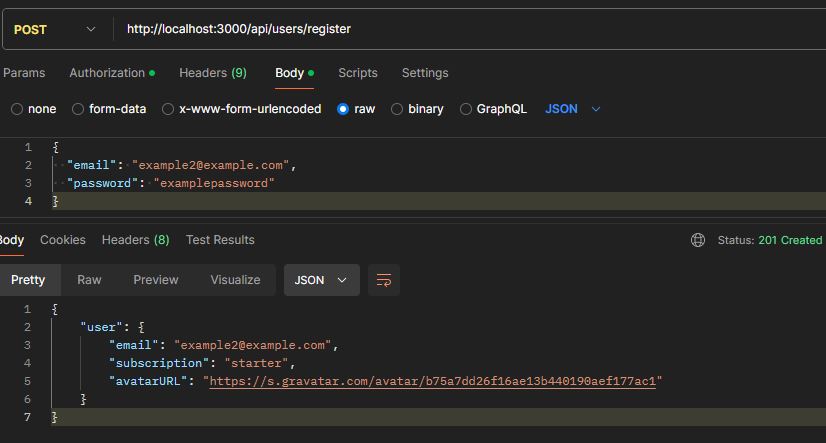 POST http://localhost:3000/api/users/register
Params Authorization Headers (9) Body Scripts Settings
none form-data x-www-form-urlencoded raw binary GraphQL JSON
1 {
2 "email": "example2@example.com",
3 "password": "examplepassword"
4 }
Body Cookies Headers (8) Test Results Status: 201 Created
Pretty Raw Preview Visualize JSON
1 {
2 "user": {
3 "email": "example2@example.com",
4 "subscription": "starter",
5 "avatarURL": "https://s.gravatar.com/avatar/b75a7dd26f16ae13b440190aef177ac1"
6 }
7 }